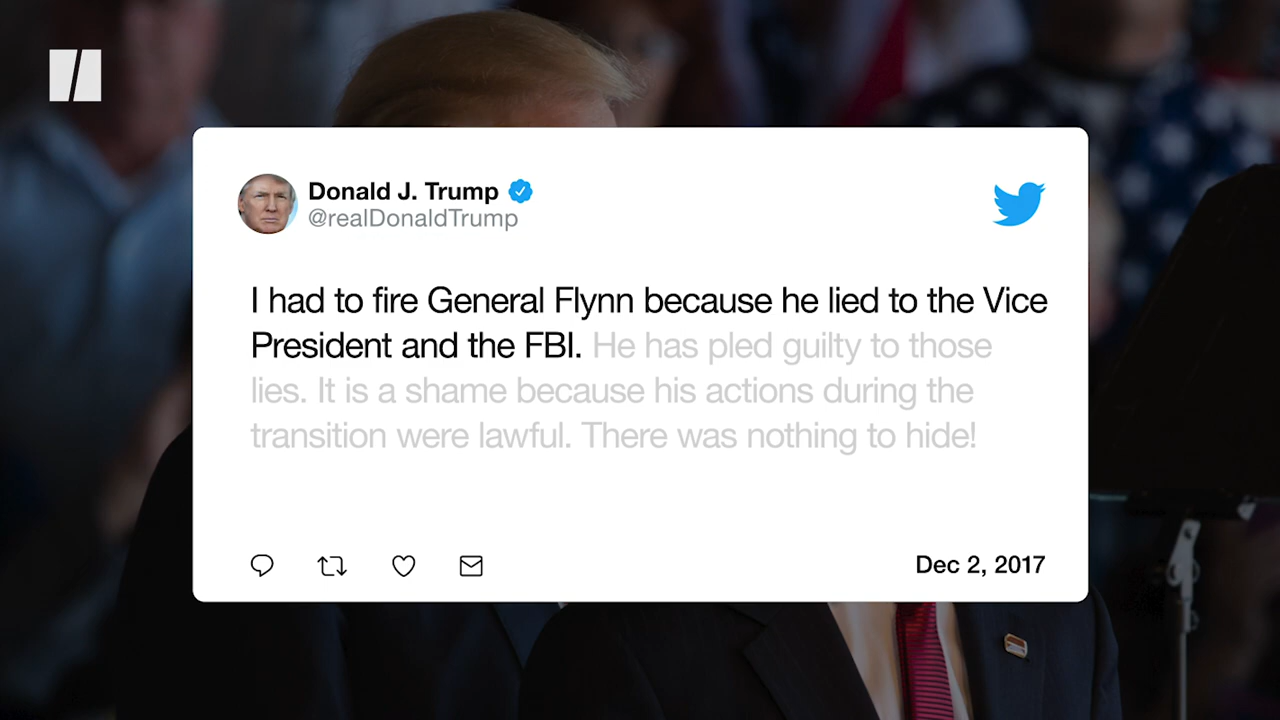 Donald J. Trump
@realDonaldTrump
I had to fire General Flynn because he lied to the Vice
President and the FBI. He has pled guilty to those
lies. It is a shame because his actions during the
transition were lawful. There was nothing to hide!
Dec 2, 2017